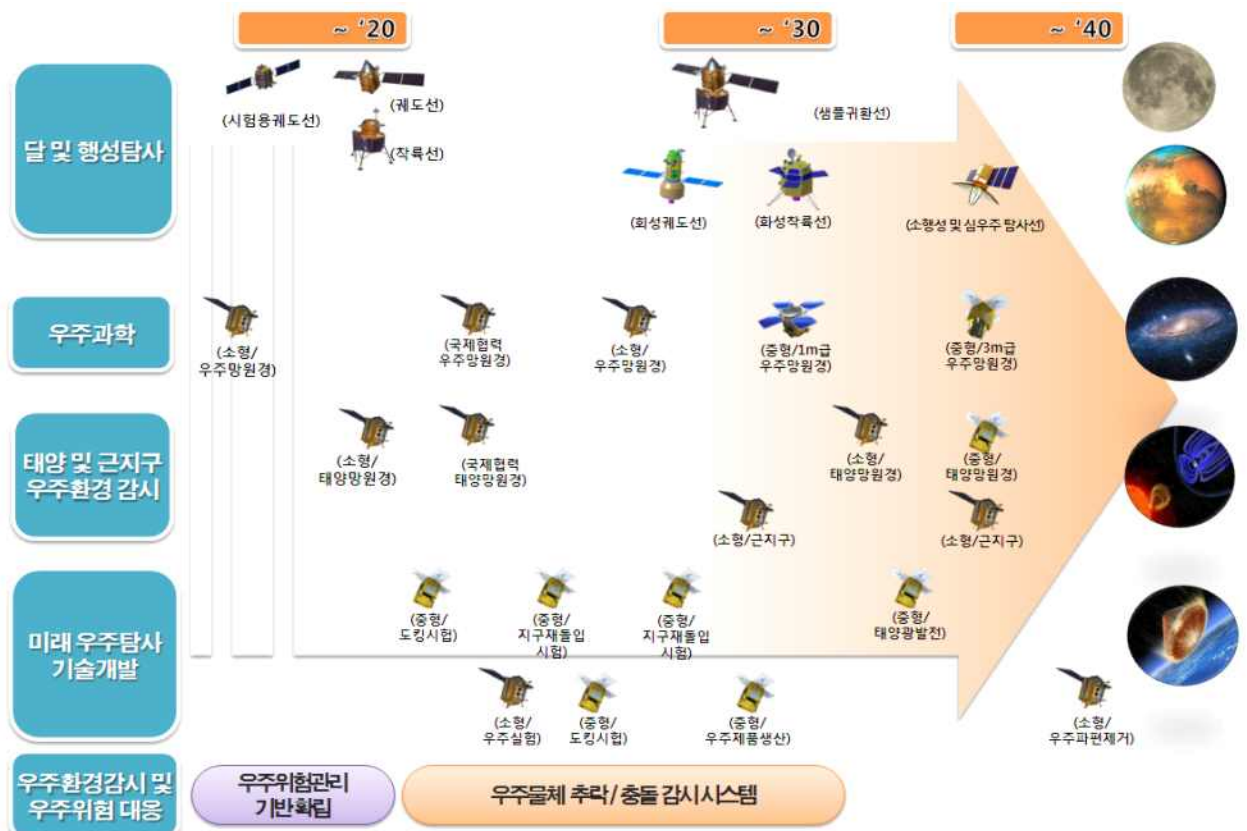 ~ '20
~ '30
~ '40
달 및 행성탐사
(시험용궤도선)
(궤도선)
(착륙선)
(샘플귀환선)
(회성궤도선)
(화성착륙선)
(소행성 및 심우주 탐사선)
우주과학
(소형/
우주망원경)
(국제협력
우주망원경)
(소형/
우주망원경)
(중형/1m급
우주망원경)
(중형/3m급
우주망원경)
태양 및 근지구
우주환경 감시
(소형/
태양망원경)
(국제협력
태양망원경)
(소형/
태양망원경)
(중형/
태양망원경)
(소형/근지구)
(소형/근지구)
미래 우주탐사
기술개발
(중형/
도킹시험)
(중형/
지구재돌입
시험)
(중형/
지구재돌입
시험)
(중형/
태양광발전)
(소형/
우주실험)
(중형/
도킹시험)
(중형/
우주제품생산)
(소형/
우주파편제거)
우주환경감시 및
우주위험 대응
우주위험관리
기반확립
우주물체 추락 / 충돌 감시 시스템